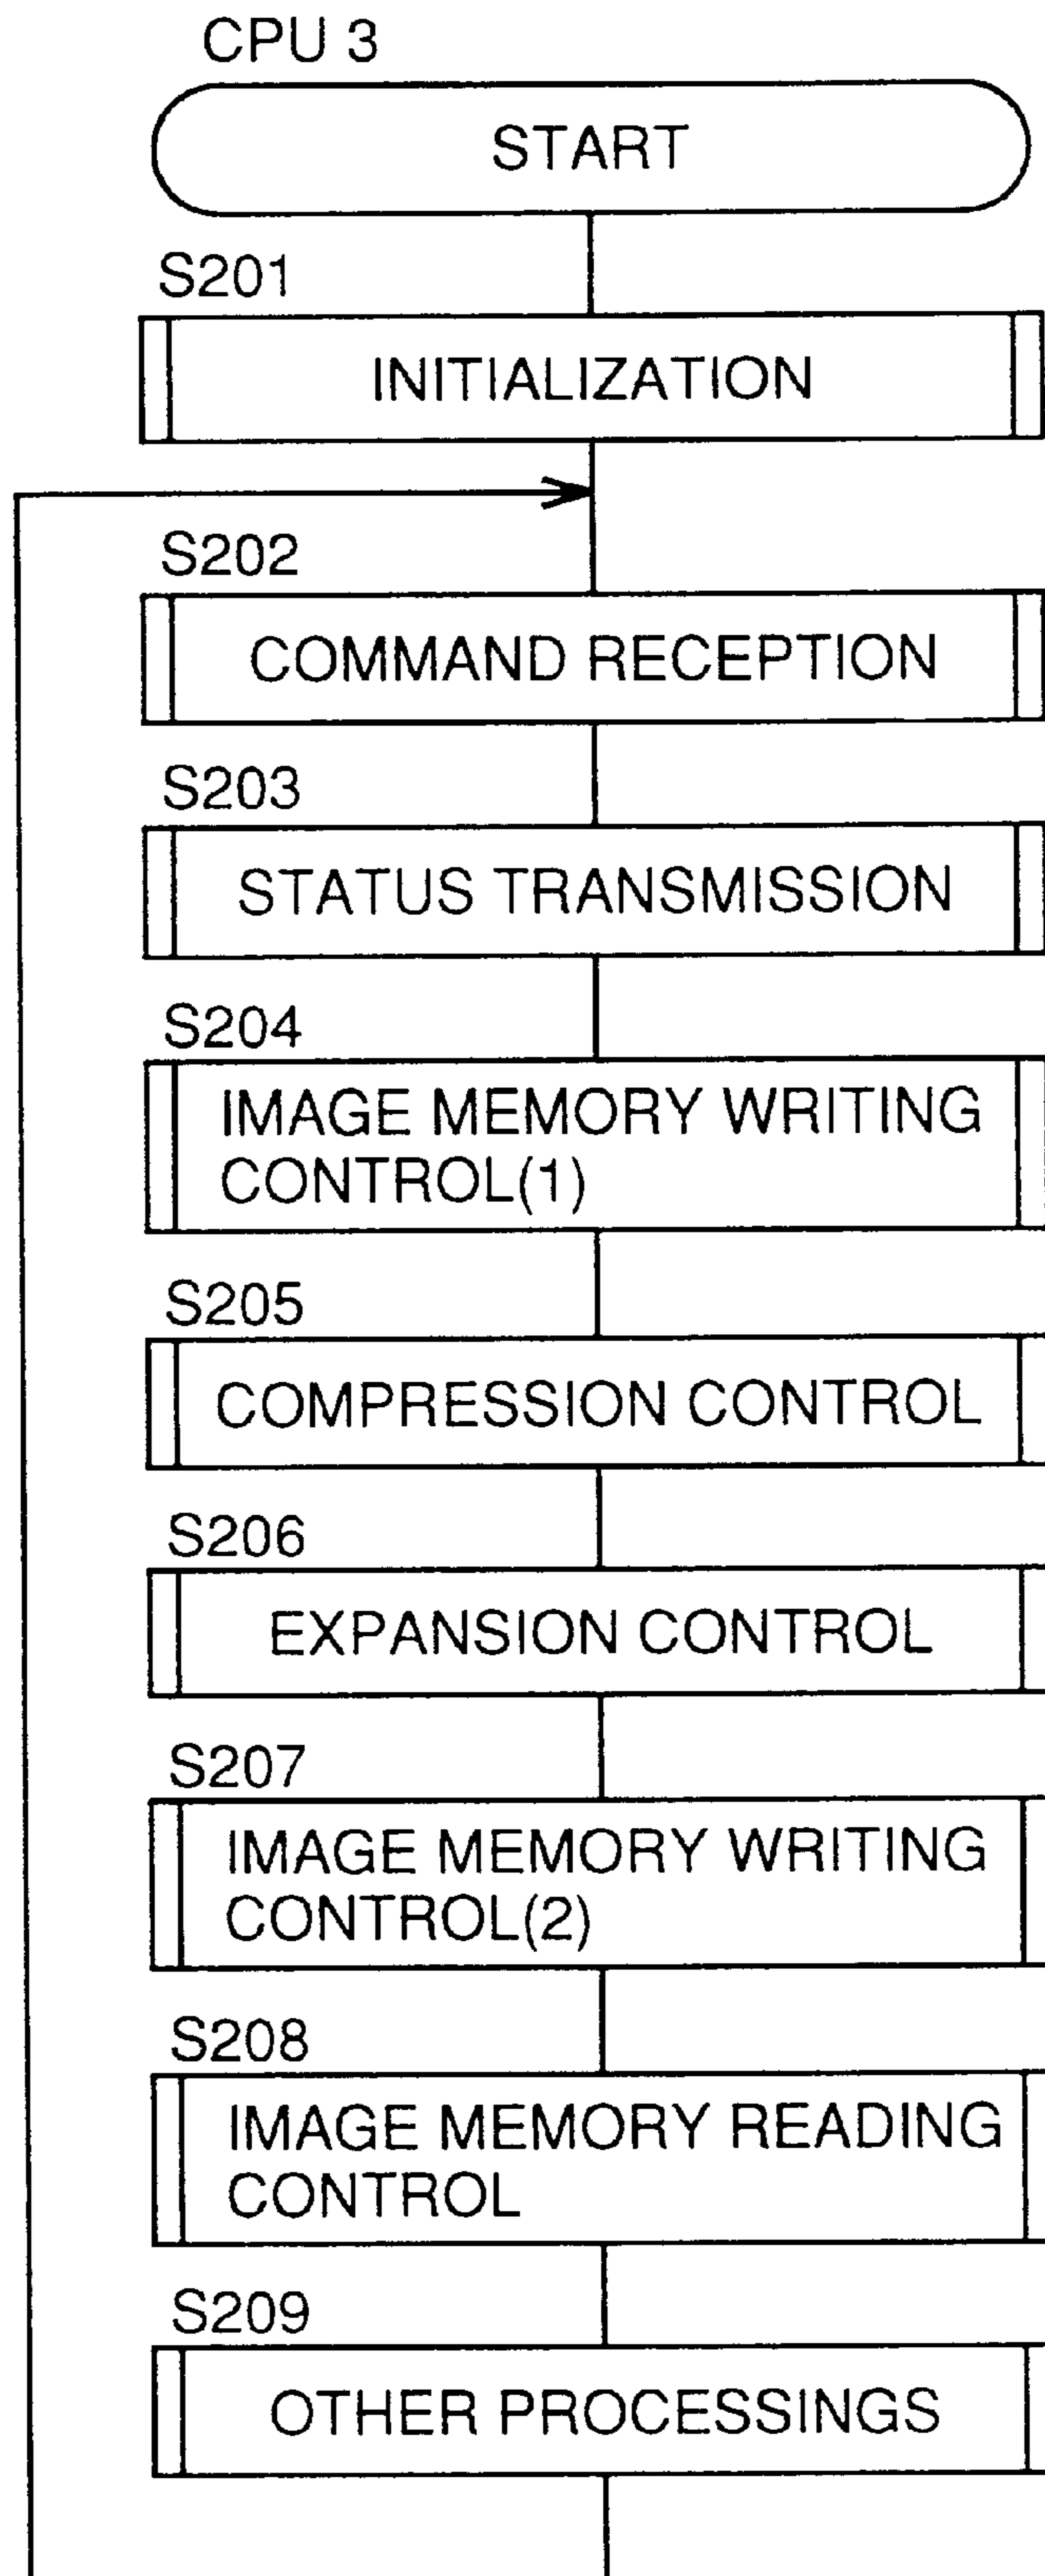 CPU 3
START
S201
INITIALIZATION
S202
COMMAND RECEPTION
S203
STATUS TRANSMISSION
S204
IMAGE MEMORY WRITING
CONTROL(1)
S205
COMPRESSION CONTROL
S206
EXPANSION CONTROL
S207
IMAGE MEMORY WRITING
CONTROL(2)
S208
IMAGE MEMORY READING
CONTROL
S209
OTHER PROCESSINGS